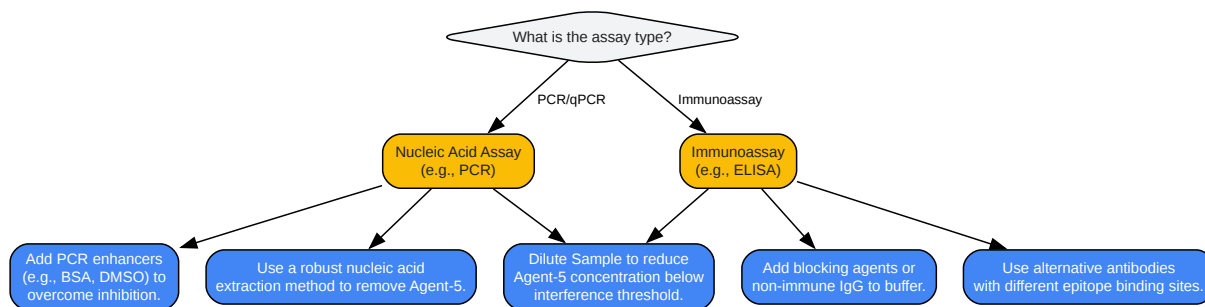 What is the assay type?
PCR/qPCR
Immunoassay
Nucleic Acid Assay
(e.g., PCR)
Immunoassay
(e.g., ELISA)
Add PCR enhancers
(e.g., BSA, DMSO) to
overcome inhibition.
Use a robust nucleic acid
extraction method to remove Agent-5.
Dilute Sample to reduce
Agent-5 concentration below
interference threshold.
Add blocking agents or
non-immune IgG to buffer.
Use alternative antibodies
with different epitope binding sites.